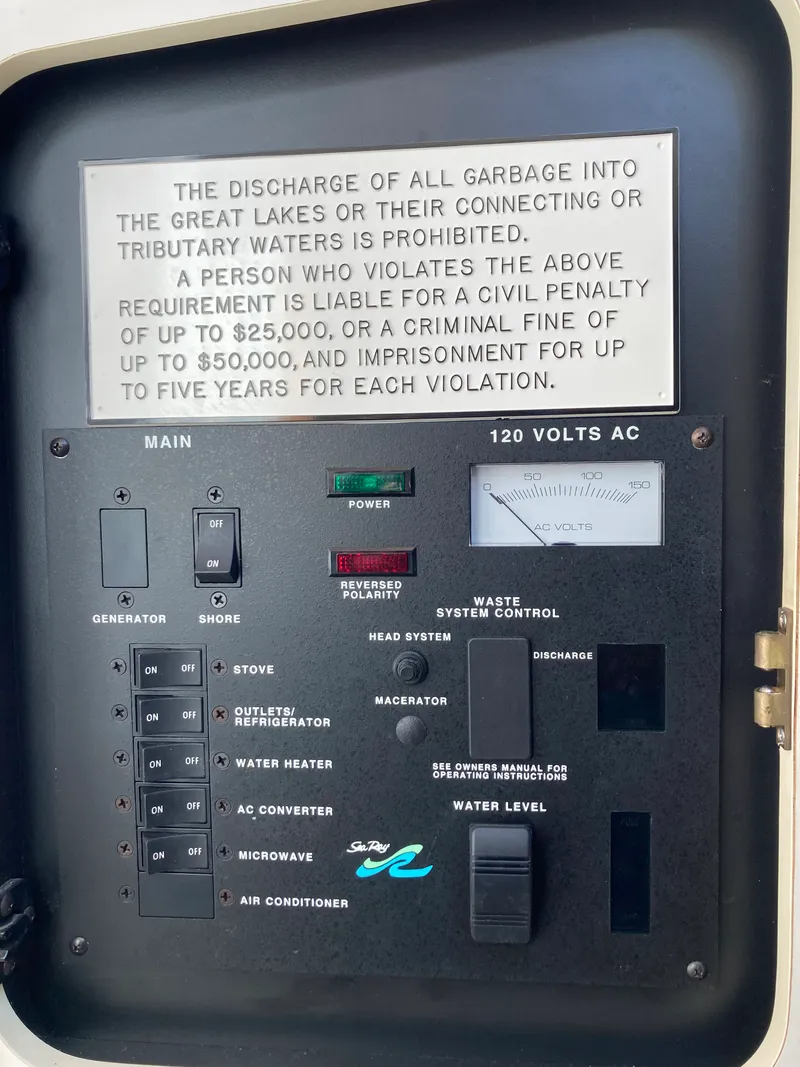 THE DISCHARGE OF ALL GARBAGE INTO
THE GREAT LAKES OR THEIR CONNECTING OR
TRIBUTARY WATERS IS PROHIBITED.
A PERSON WHO VIOLATES THE ABOVE
REQUIREMENT IS LIABLE FOR A CIVIL PENALTY
OF UP TO $25,000, OR A CRIMINAL FINE OF
UP TO $50,000, AND IMPRISONMENT FOR UP
TO FIVE YEARS FOR EACH VIOLATION.
MAIN
120 VOLTS AC
0 50 100 150
AC VOLTS
POWER
OFF
ON
REVERSED
POLARITY
GENERATOR
SHORE
WASTE
SYSTEM CONTROL
HEAD SYSTEM
DISCHARGE
MACERATOR
SEE OWNERS MANUAL FOR
OPERATING INSTRUCTIONS
ON OFF STOVE
ON OFF OUTLETS/
REFRIGERATOR
ON OFF WATER HEATER
ON OFF AC CONVERTER
ON OFF MICROWAVE
AIR CONDITIONER
WATER LEVEL
Sea Ray